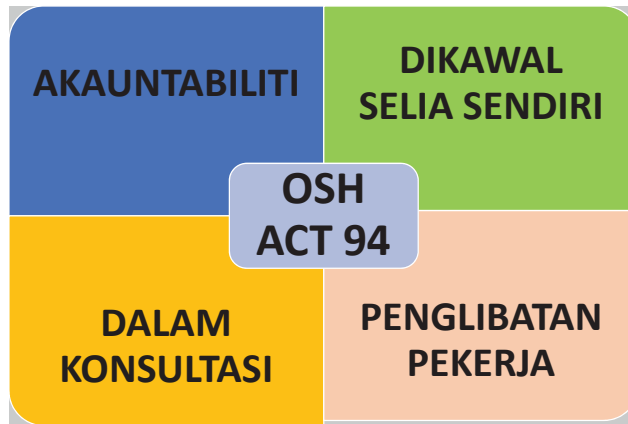 AKAUNTABILITI
DIKAWAL
SELIA SENDIRI
OSH
ACT 94
DALAM
KONSULTASI
PENGLIBATAN
PEKERJA